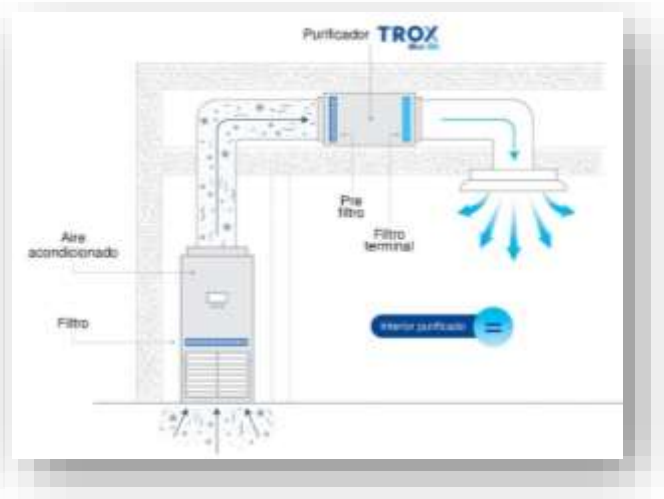 Purificador TROX
Pre
filtro
Filtro
terminal
Aire
acondicionado
Filtro
Interior purificado